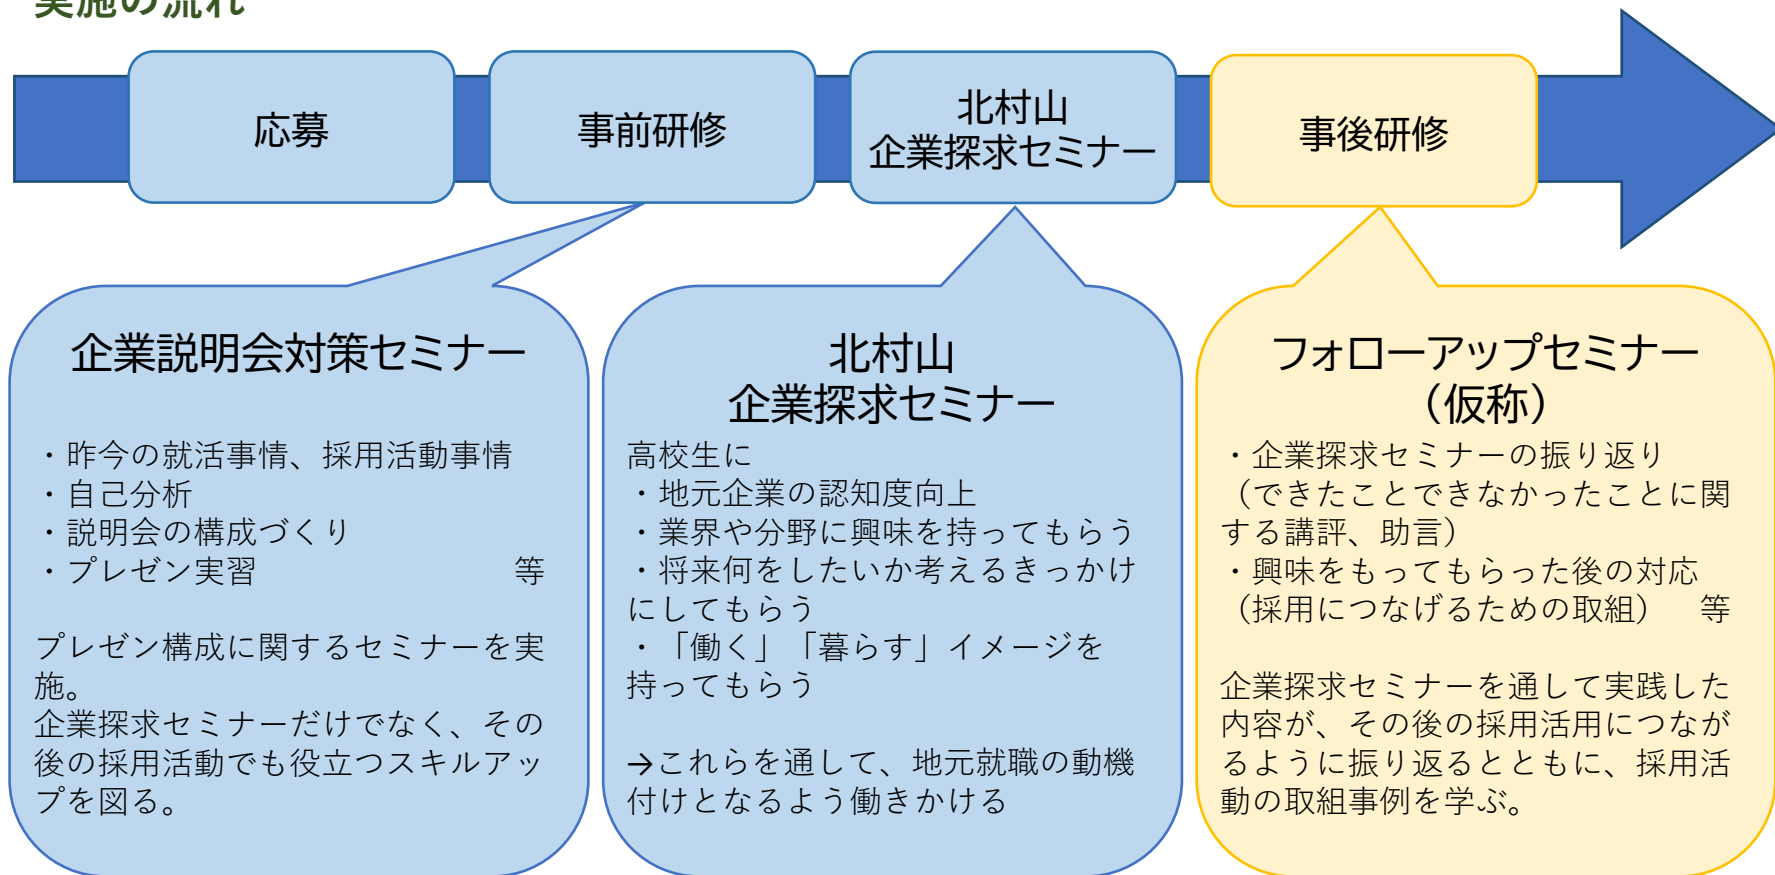 実施の流れ
応募
事前研修
北村山
企業探求セミナー
事後研修
企業説明会対策セミナー
・昨今の就活事情、採用活動事情
・自己分析
・説明会の構成づくり
・プレゼン実習　　　　　　　等
プレゼン構成に関するセミナーを実
施。
企業探求セミナーだけでなく、その
後の採用活動でも役立つスキルアッ
プを図る。
北村山
企業探求セミナー
高校生に
・地元企業の認知度向上
・業界や分野に興味を持ってもらう
・将来何をしたいか考えるきっかけ
にしてもらう
・「働く」「暮らす」イメージを
持ってもらう
→これらを通して、地元就職の動機
付けとなるよう働きかける
フォローアップセミナー
（仮称）
・企業探求セミナーの振り返り
（できたことできなかったことに関
する講評、助言）
・興味をもってもらった後の対応
（採用につなげるための取組）　等
企業探求セミナーを通して実践した
内容が、その後の採用活用につなが
るように振り返るとともに、採用活
動の取組事例を学ぶ。